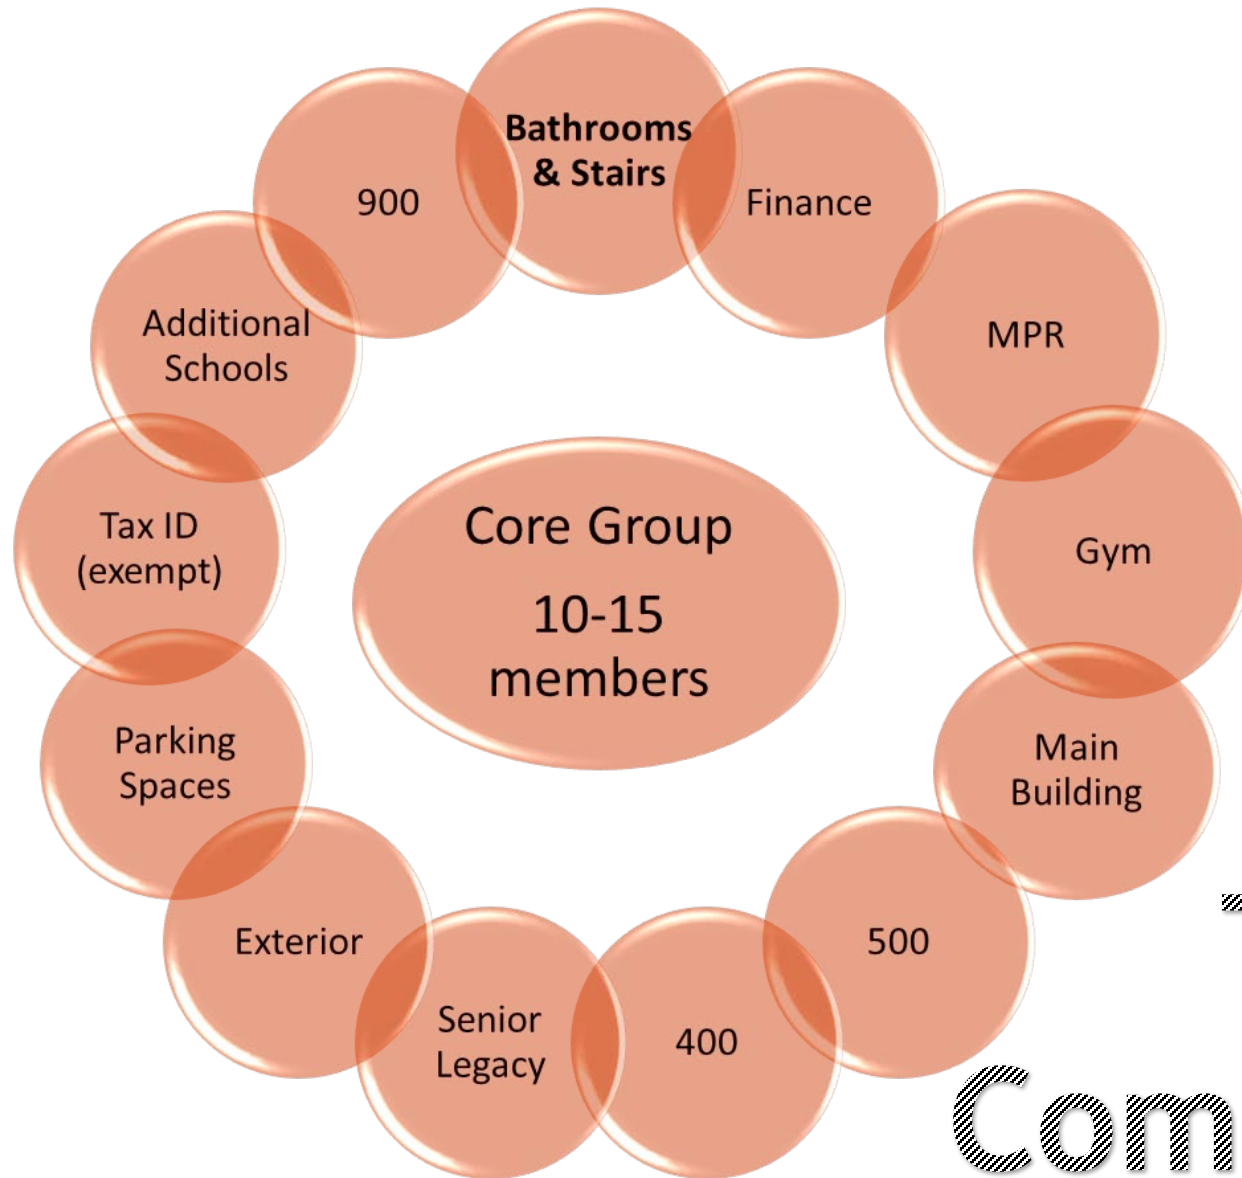 Bathrooms
& Stairs
Finance
MPR
Gym
Main
Building
500
400
Senior
Legacy
Exterior
Parking
Spaces
Tax ID
(exempt)
Additional
Schools
900
Core Group
10-15
members
Com